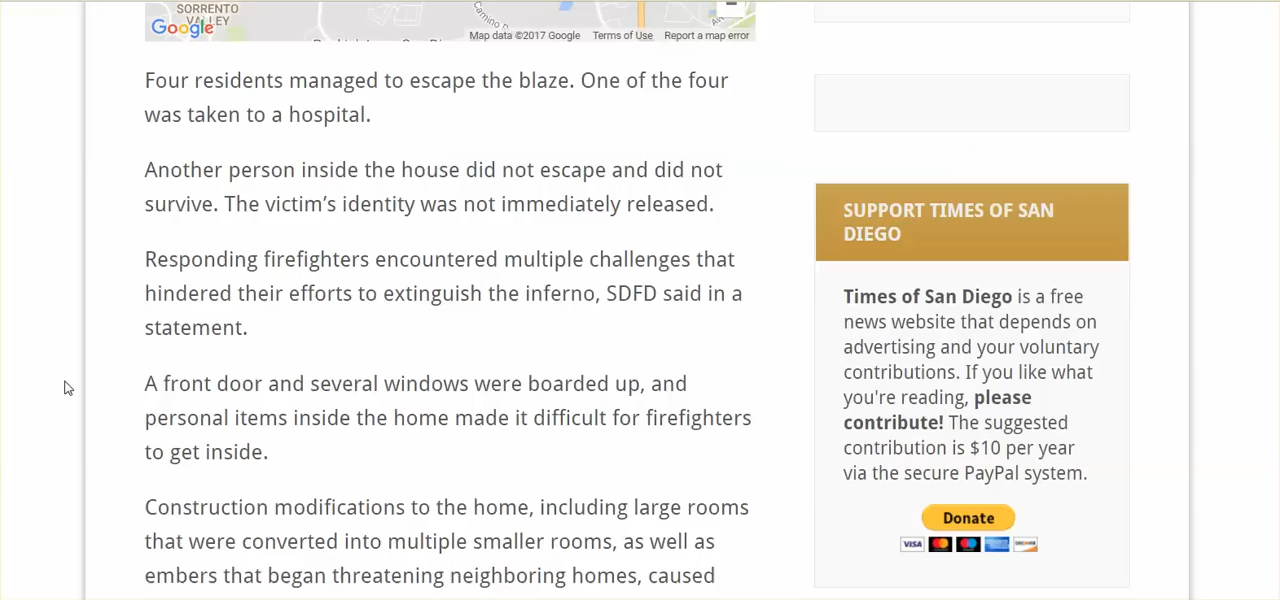 SORRENTO
VALLEY
Google
Camino
Map data ©2017 Google
Terms of Use
Report a map error
Four residents managed to escape the blaze. One of the four
was taken to a hospital.
Another person inside the house did not escape and did not
survive. The victim’s identity was not immediately released.
Responding firefighters encountered multiple challenges that
hindered their efforts to extinguish the inferno, SDFD said in a
statement.
A front door and several windows were boarded up, and
personal items inside the home made it difficult for firefighters
to get inside.
Construction modifications to the home, including large rooms
that were converted into multiple smaller rooms, as well as
embers that began threatening neighboring homes, caused
SUPPORT TIMES OF SAN
DIEGO
Times of San Diego is a free
news website that depends on
advertising and your voluntary
contributions. If you like what
you're reading, please
contribute! The suggested
contribution is $10 per year
via the secure PayPal system.
Donate
VISA